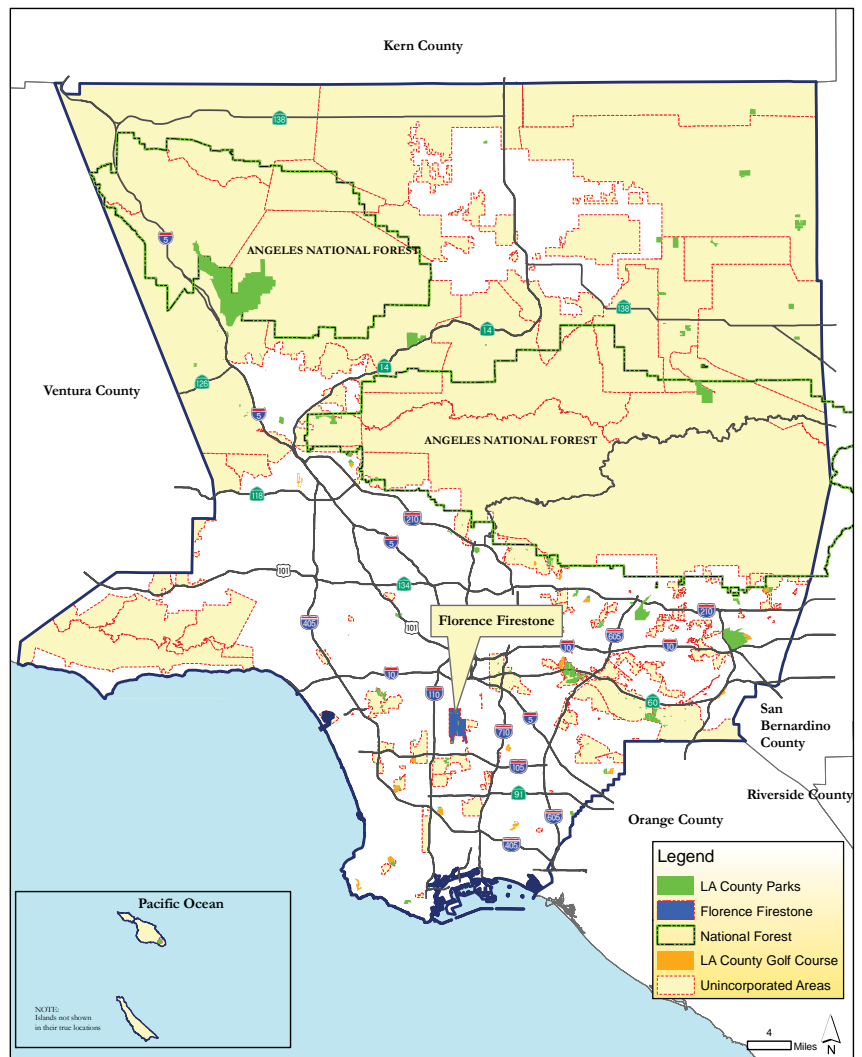 Kern County
138
5
ANGELES NATIONAL FOREST
138
14
14
126
Ventura County
5
ANGELES NATIONAL FOREST
118
210
5
101
134
405
101
Florence Firestone
605
210
10
10
10
110
60
5
710
San
Bernardino
County
105
91
Riverside County
605
Orange County
405
Legend
LA County Parks
Florence Firestone
National Forest
LA County Golf Course
Unincorporated Areas
Pacific Ocean
NOTE:
Islands not shown
in their true locations
4
Miles
N